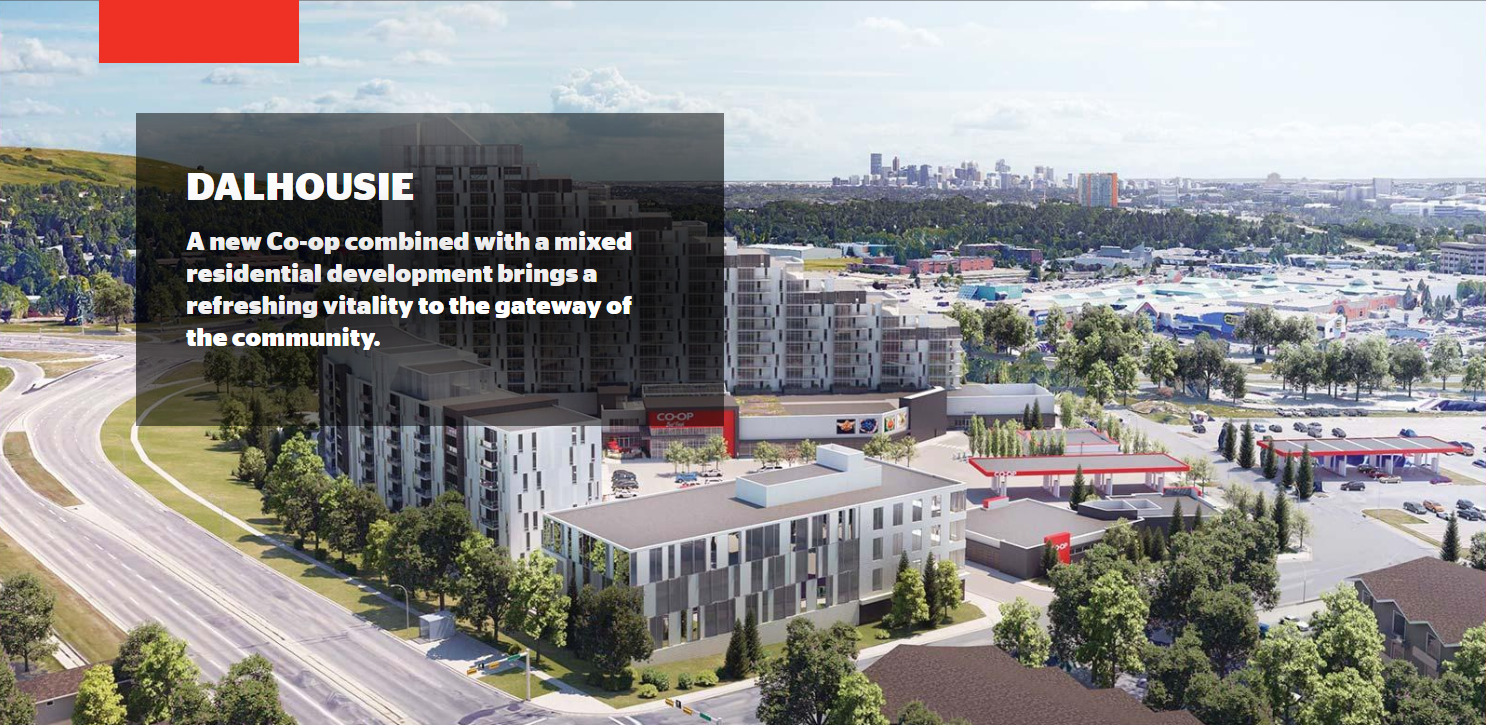 DALHOUSIE
A new Co-op combined with a mixed
residential development brings a
refreshing vitality to the gateway of
the community.
CO-OP
CO-OP